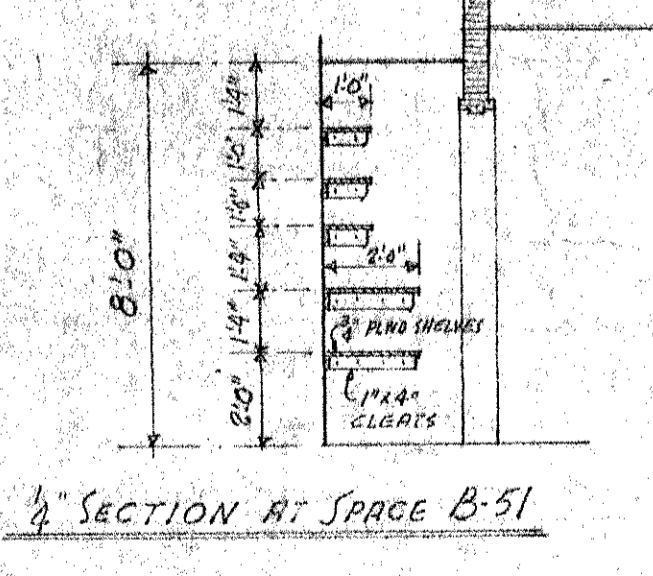 8'-0"
1'4"
1'0"
1'0"
1'4"
1'4"
2'0"
1'0"
2'0"
3/4" PLWD SHELVES
1"x4"
CLEATS
1/4" SECTION AT SPACE B-51